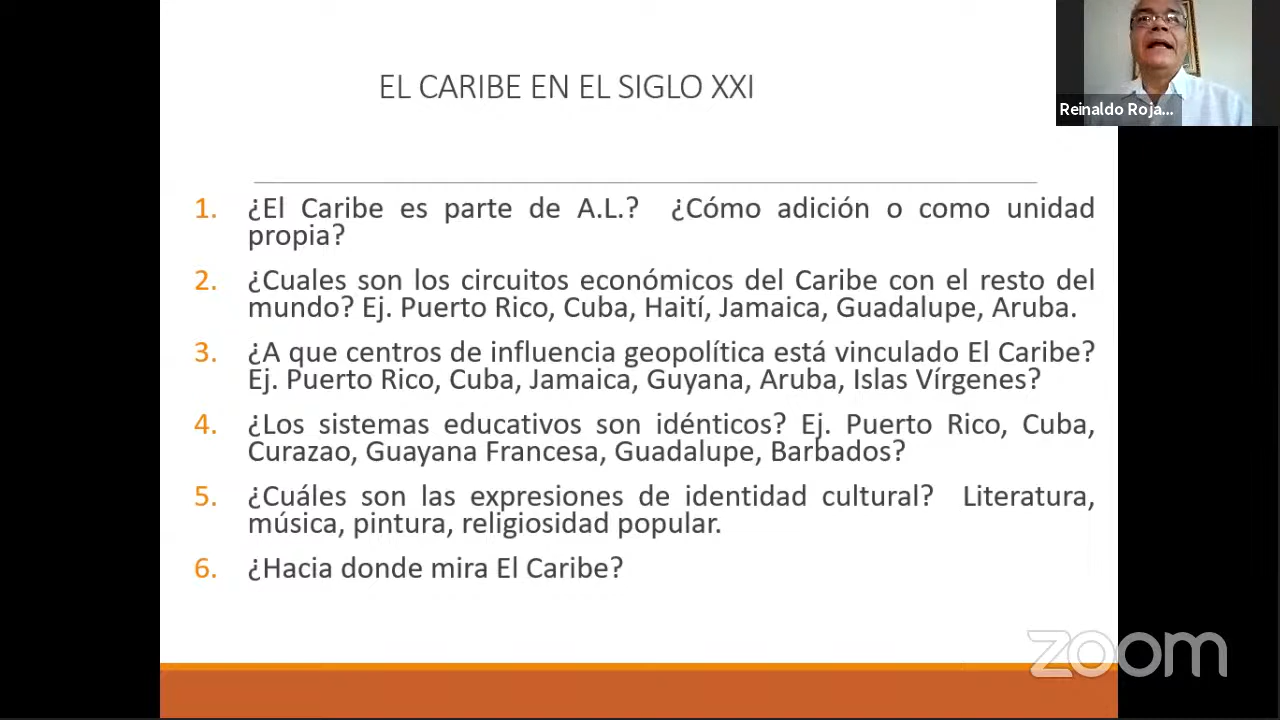 EL CARIBE EN EL SIGLO XXI
Reinaldo Roja...
1. ¿El Caribe es parte de A.L.? ¿Cómo adición o como unidad
propia?
2. ¿Cuales son los circuitos económicos del Caribe con el resto del
mundo? Ej. Puerto Rico, Cuba, Haití, Jamaica, Guadalupe, Aruba.
3. ¿A que centros de influencia geopolítica está vinculado El Caribe?
Ej. Puerto Rico, Cuba, Jamaica, Guyana, Aruba, Islas Vírgenes?
4. ¿Los sistemas educativos son idénticos? Ej. Puerto Rico, Cuba,
Curazao, Guayana Francesa, Guadalupe, Barbados?
5. ¿Cuáles son las expresiones de identidad cultural? Literatura,
música, pintura, religiosidad popular.
6. ¿Hacia donde mira El Caribe?
zoom